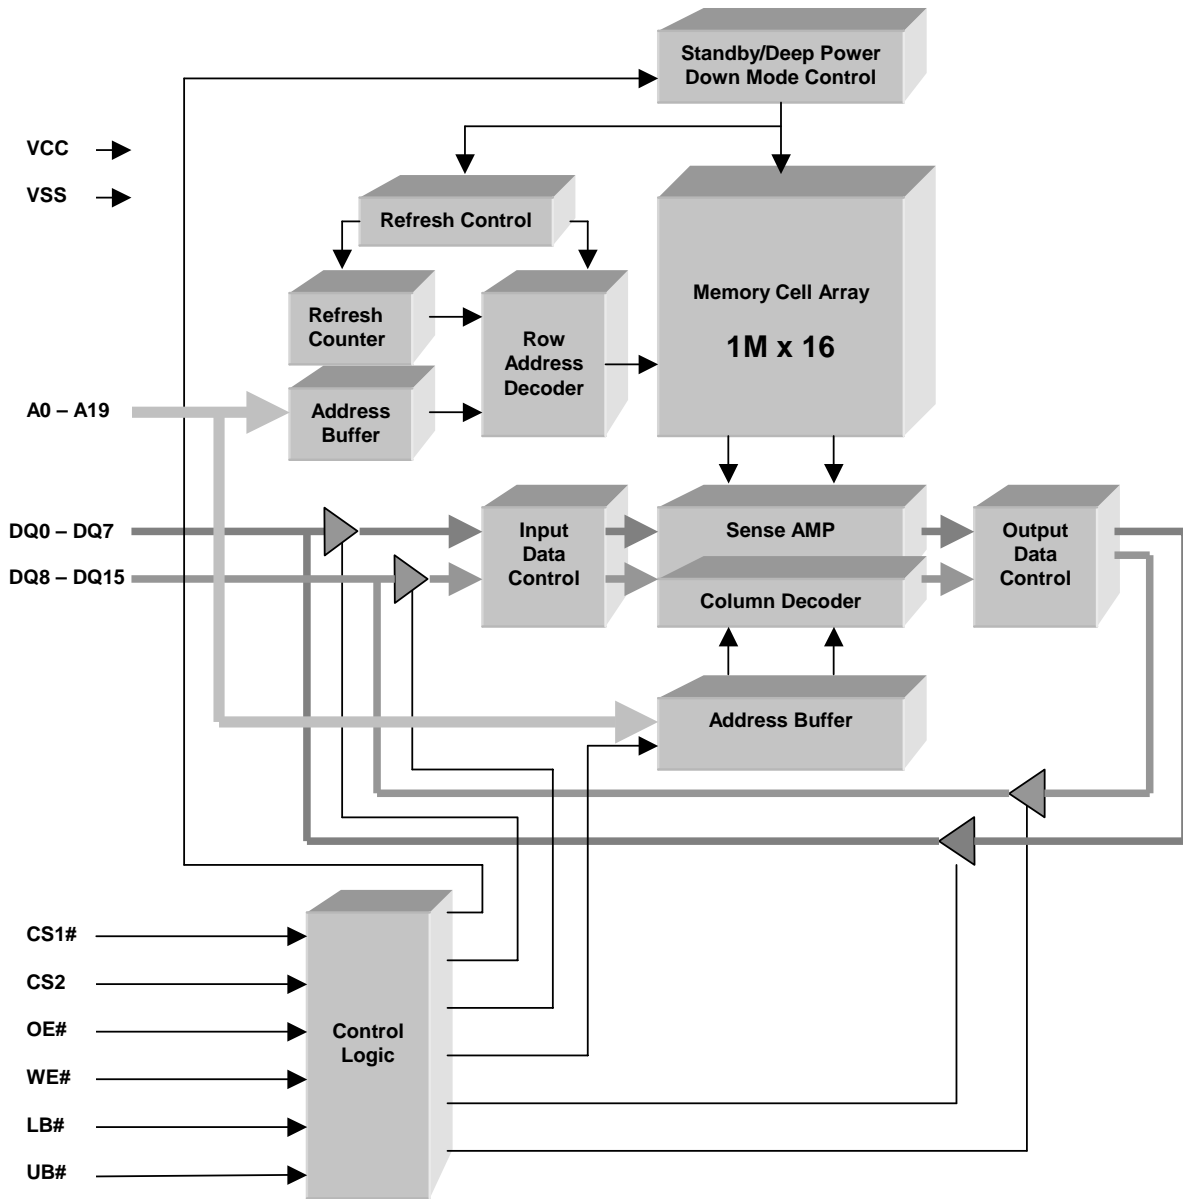 Standby/Deep Power
Down Mode Control
VCC
VSS
Refresh Control
Memory Cell Array
1M x 16
Refresh
Counter
Row
Address
Decoder
A0 – A19
Address
Buffer
DQ0 – DQ7
DQ8 – DQ15
Input
Data
Control
Sense AMP
Column Decoder
Output
Data
Control
Address Buffer
CS1#
CS2
OE#
WE#
LB#
UB#
Control
Logic